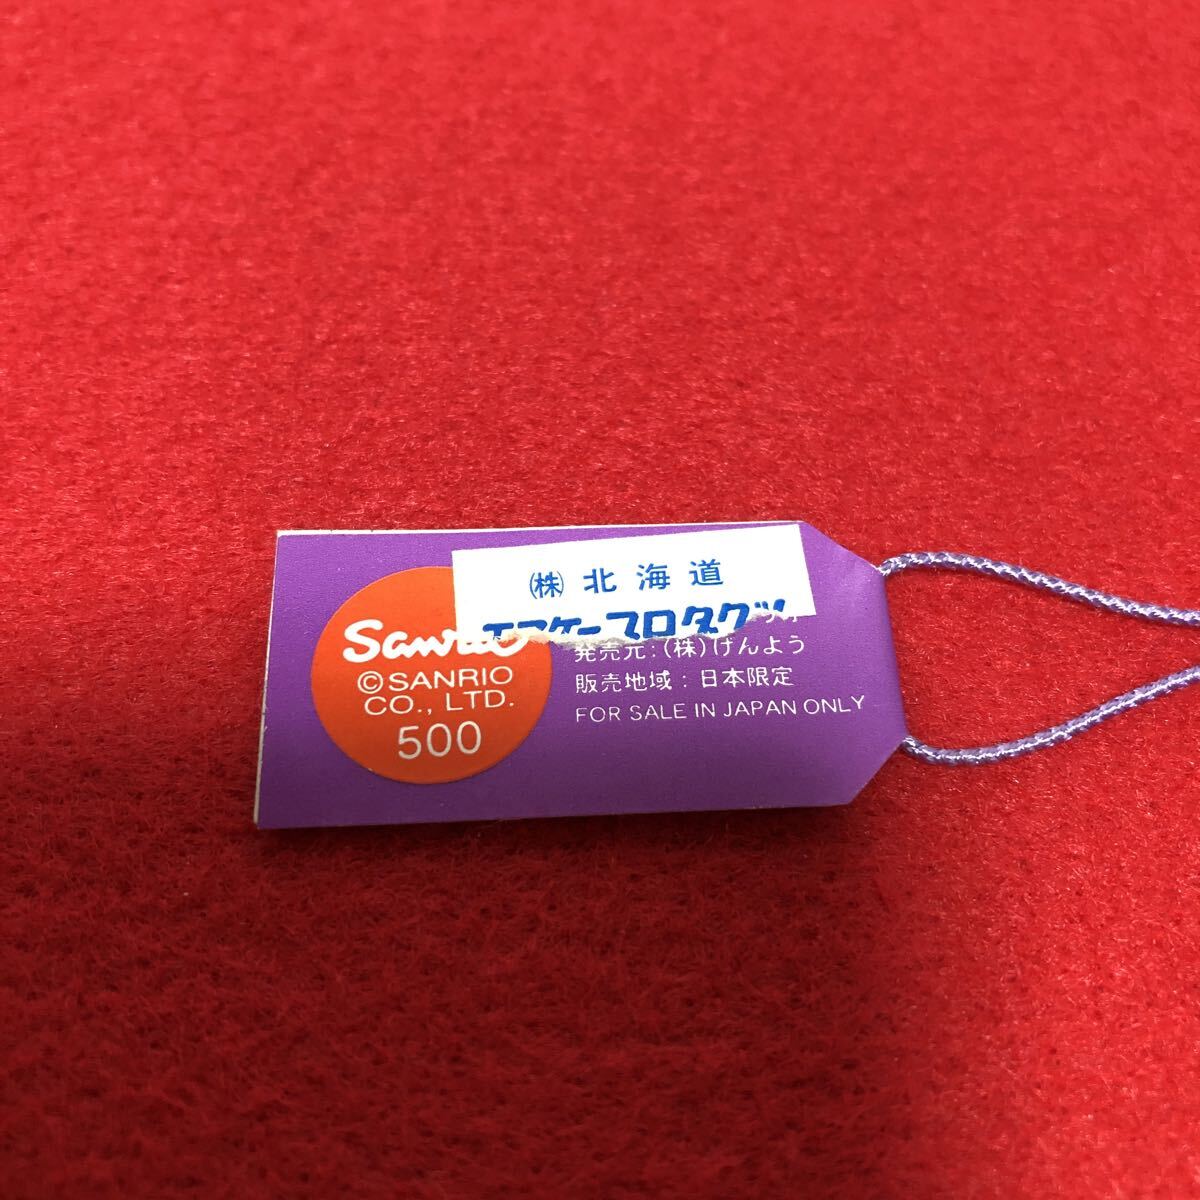 (株) 北海道
エスケープロダクツ
Sanrio
©SANRIO
CO., LTD.
500
発売元:(株)げんよう
販売地域:日本限定
FOR SALE IN JAPAN ONLY